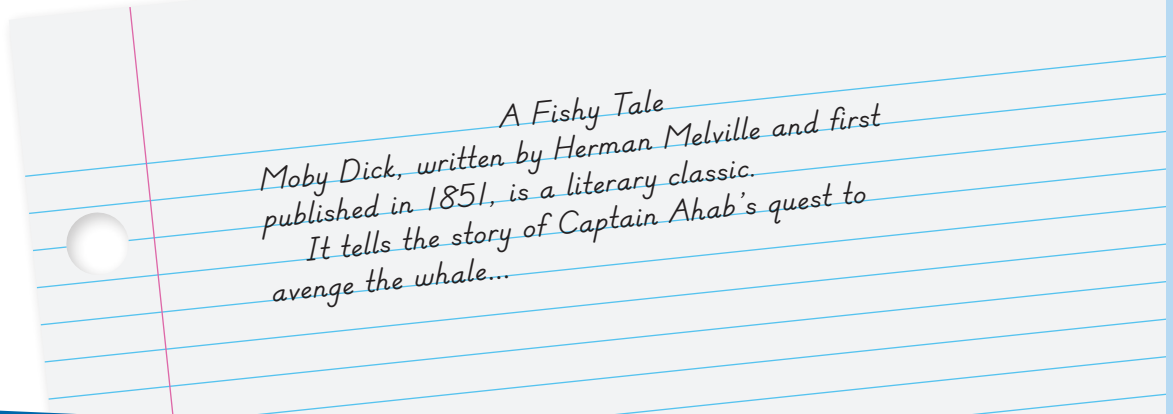 A Fishy Tale
Moby Dick, written by Herman Melville and first
published in 1851, is a literary classic.
It tells the story of Captain Ahab’s quest to
avenge the whale...